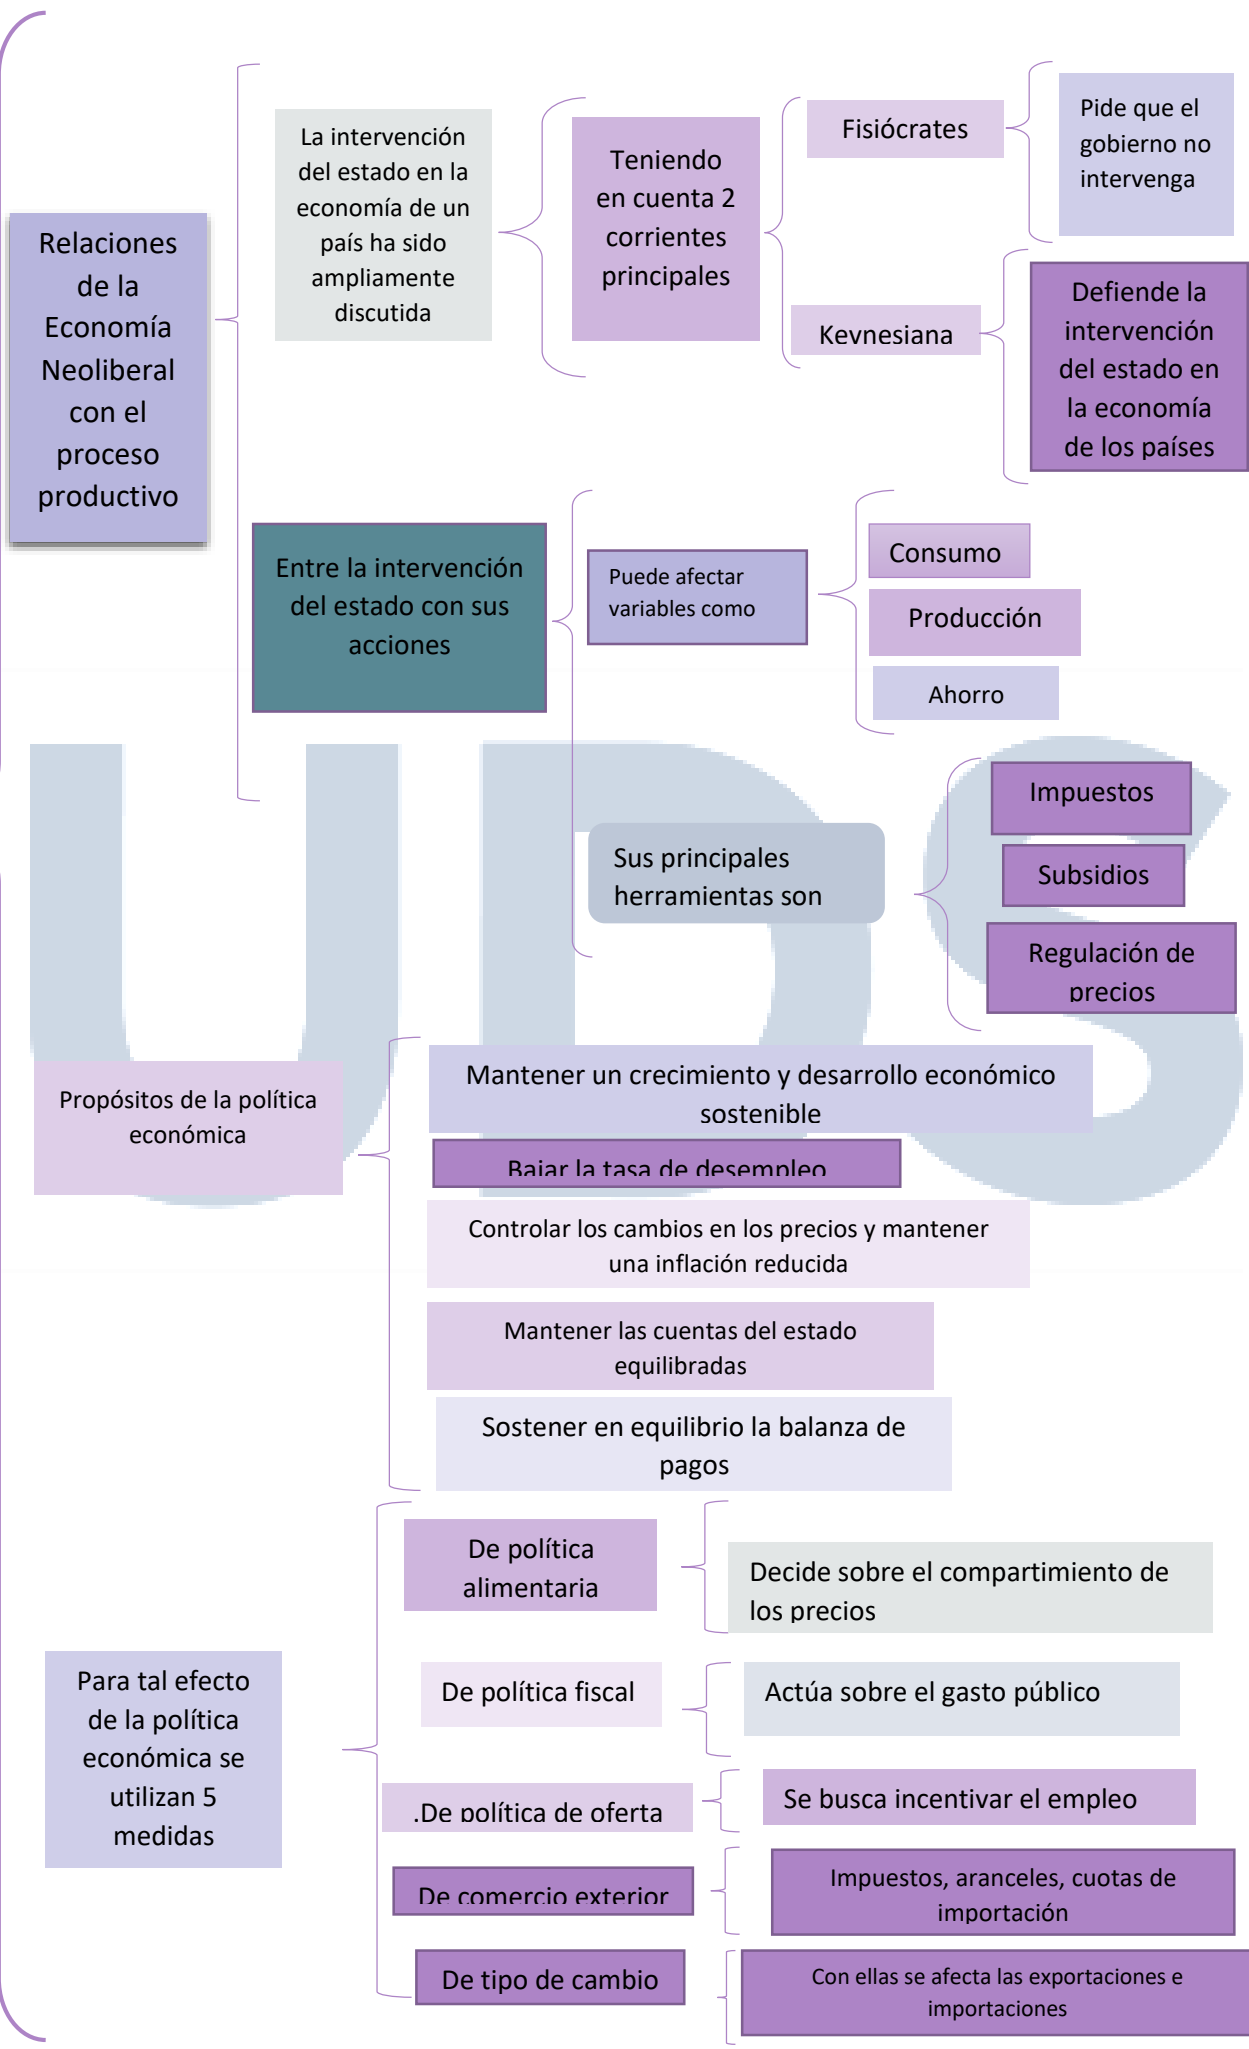 Relaciones
de la
Economía
Neoliberal
con el
proceso
productivo
La intervención
del estado en la
economía de un
país ha sido
ampliamente
discutida
Teniendo
en cuenta 2
corrientes
principales
Fisiócrates
Pide que el
gobierno no
intervenga
Keynesiana
Defiende la
intervención
del estado en
la economía
de los países
Entre la intervención
del estado con sus
acciones
Puede afectar
variables como
Consumo
Producción
Ahorro
Sus principales
herramientas son
Impuestos
Subsidios
Regulación de
precios
UDS
Propósitos de la política
económica
Mantener un crecimiento y desarrollo económico
sostenible
Bajar la tasa de desempleo
Controlar los cambios en los precios y mantener
una inflación reducida
Mantener las cuentas del estado
equilibradas
Sostener en equilibrio la balanza de
pagos
Para tal efecto
de la política
económica se
utilizan 5
medidas
De política
alimentaria
Decide sobre el compartimiento de
los precios
De política fiscal
Actúa sobre el gasto público
.De política de oferta
Se busca incentivar el empleo
De comercio exterior
Impuestos, aranceles, cuotas de
importación
De tipo de cambio
Con ellas se afecta las exportaciones e
importaciones